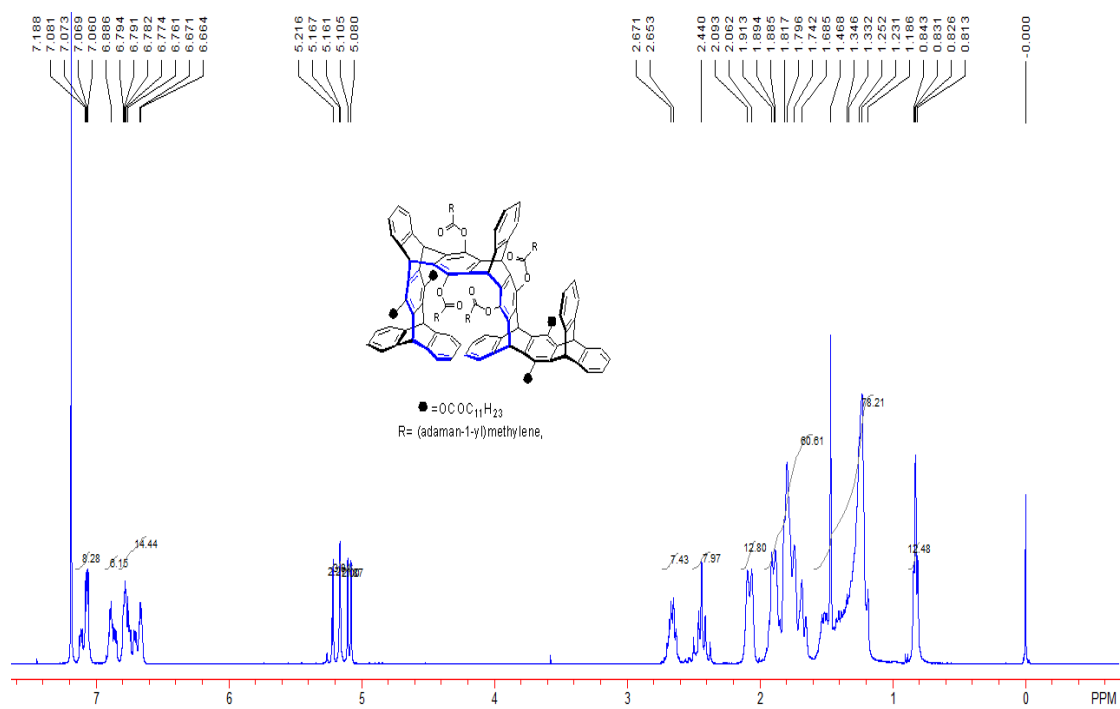 7.188 7.081 7.073 7.069 7.060 6.886 6.794 6.791 6.782 6.774 6.761 6.671 6.664 5.216 5.167 5.161 5.105 5.080 2.671 2.653 2.440 2.093 2.062 1.913 1.894 1.885 1.817 1.796 1.742 1.685 1.468 1.346 1.332 1.252 1.231 1.186 0.843 0.831 0.826 0.813 -0.000
R
O O
R
O O
O O
R
O O
R
=OCOC11H23
R= (adaman-1-yl)methylene,
8.28 6.15 14.44 7.43 7.97 12.80 60.61 78.21 12.48
7 6 5 4 3 2 1 0 PPM